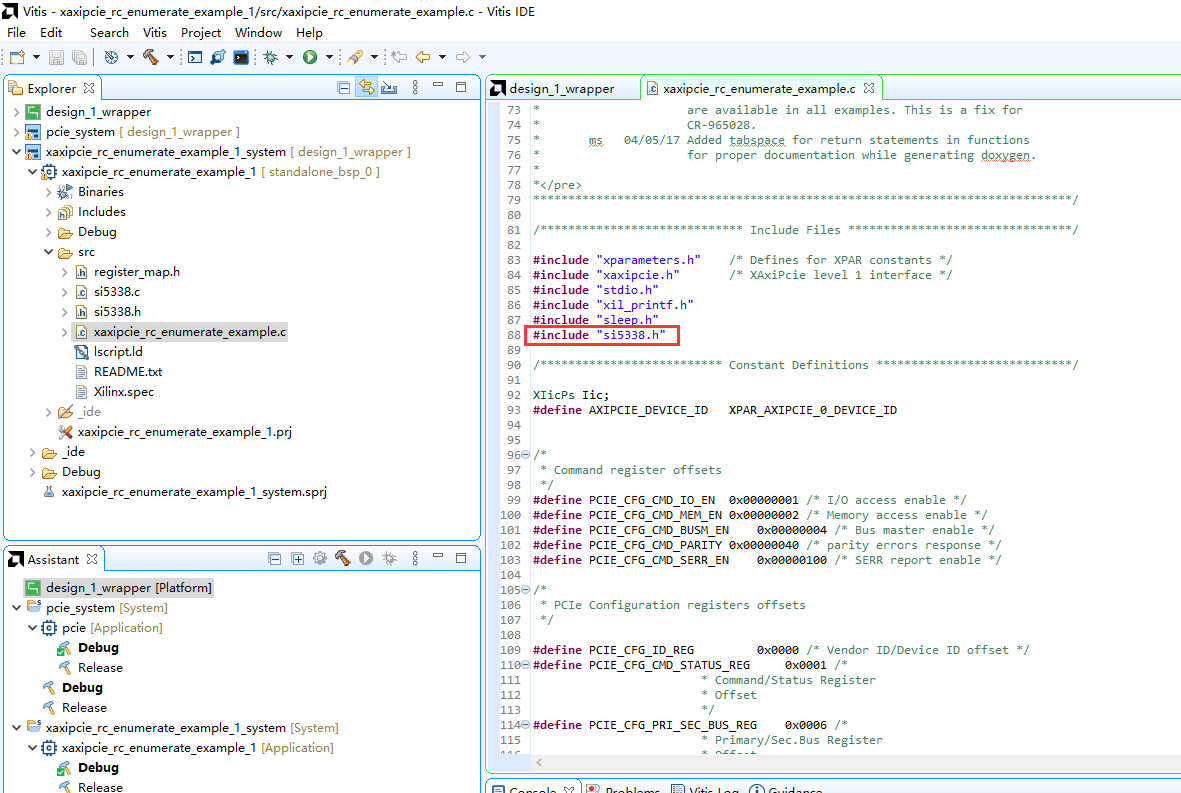 Vitis - xaxipcie_rc_enumerate_example_1/src/xaxipcie_rc_enumerate_example.c - Vitis IDE
File Edit Search Vitis Project Window Help
Explorer
design_1_wrapper
pcie_system [ design_1_wrapper ]
xaxipcie_rc_enumerate_example_1_system [ design_1_wrapper ]
xaxipcie_rc_enumerate_example_1 [ standalone_bsp_0 ]
Binaries
Includes
Debug
src
register_map.h
si5338.c
si5338.h
xaxipcie_rc_enumerate_example.c
lscript.ld
README.txt
Xilinx.spec
_ide
xaxipcie_rc_enumerate_example_1.prj
_ide
Debug
xaxipcie_rc_enumerate_example_1_system.sprj
Assistant
design_1_wrapper [Platform]
pcie_system [System]
pcie [Application]
Debug
Release
Debug
Release
xaxipcie_rc_enumerate_example_1_system [System]
xaxipcie_rc_enumerate_example_1 [Application]
Debug
Release
design_1_wrapper xaxipcie_rc_enumerate_example.c
73 * are available in all examples. This is a fix for
74 * CR-965028.
75 * ms 04/05/17 Added tabspace for return statements in functions
76 * for proper documentation while generating doxygen.
77 *
78 *</pre>
79 *****************************************************************************/
80
81 /***************************** Include Files ********************************/
82
83 #include "xparameters.h" /* Defines for XPAR constants */
84 #include "xaxipcie.h" /* XAxiPcie level 1 interface */
85 #include "stdio.h"
86 #include "xil_printf.h"
87 #include "sleep.h"
88 #include "si5338.h"
89
90 /************************** Constant Definitions ****************************/
91
92 XIicPs Iic;
93 #define AXIPCIE_DEVICE_ID XPAR_AXIPCIE_0_DEVICE_ID
94
95
96 /*
97 * Command register offsets
98 */
99 #define PCIE_CFG_CMD_IO_EN 0x00000001 /* I/O access enable */
100 #define PCIE_CFG_CMD_MEM_EN 0x00000002 /* Memory access enable */
101 #define PCIE_CFG_CMD_BUSM_EN 0x00000004 /* Bus master enable */
102 #define PCIE_CFG_CMD_PARITY 0x00000040 /* parity errors response */
103 #define PCIE_CFG_CMD_SERR_EN 0x00000100 /* SERR report enable */
104
105 /*
106 * PCIe Configuration registers offsets
107 */
108
109 #define PCIE_CFG_ID_REG 0x0000 /* Vendor ID/Device ID offset */
110 #define PCIE_CFG_CMD_STATUS_REG 0x0001 /*
111 * Command/Status Register
112 * Offset
113 */
114 #define PCIE_CFG_PRI_SEC_BUS_REG 0x0006 /*
115 * Primary/Sec.Bus Register
116 * Offset
Console Problems Vitis Log Guidance